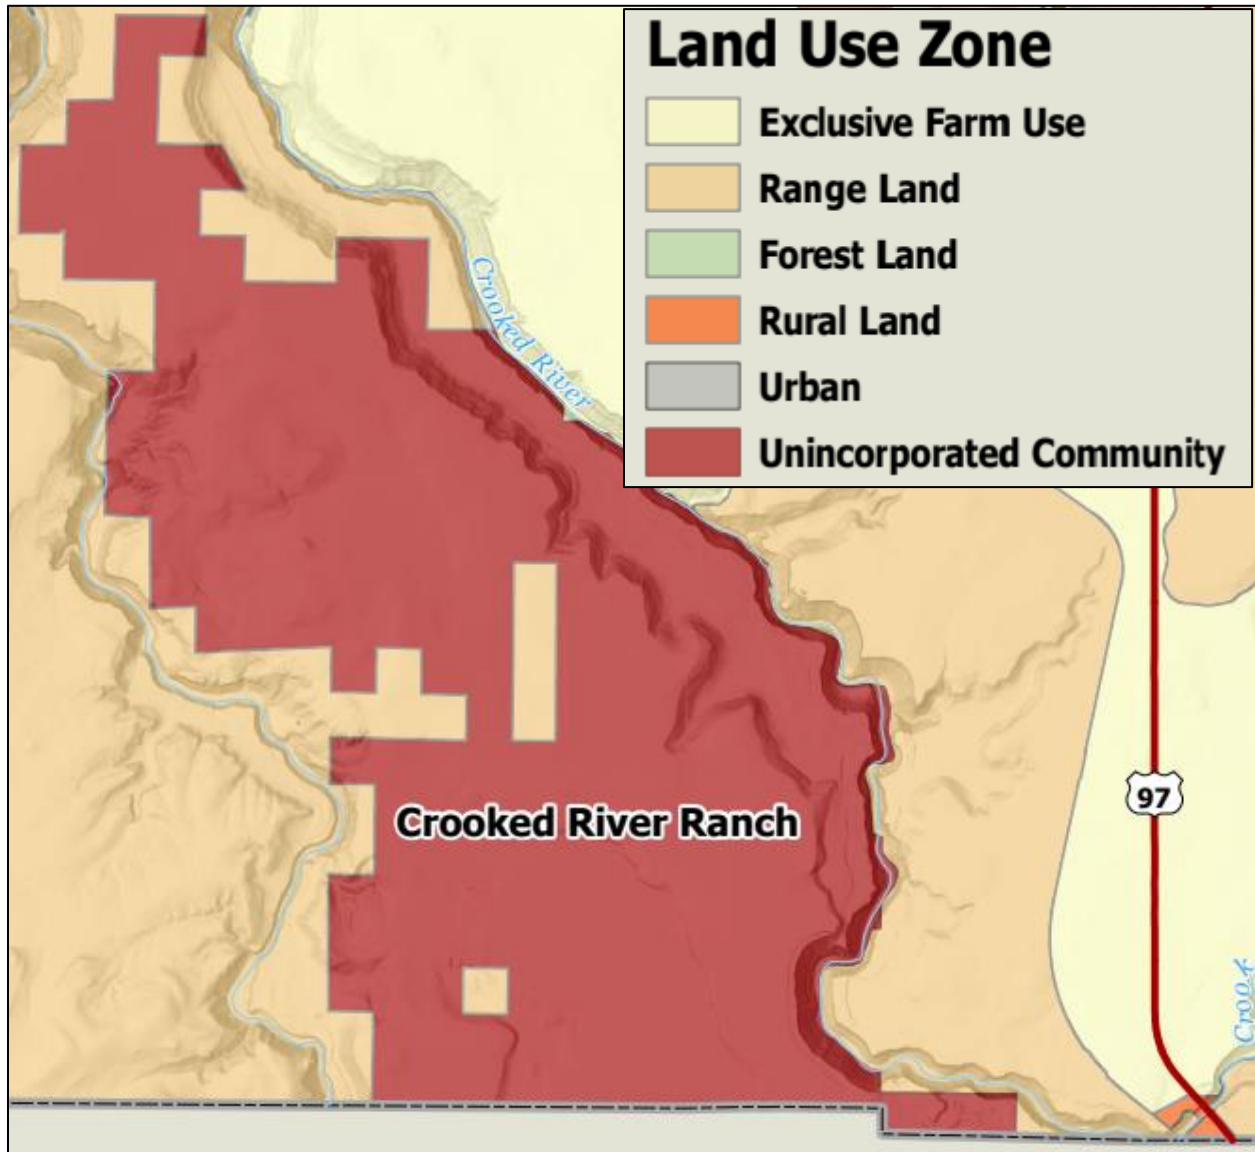 Land Use Zone
Exclusive Farm Use
Range Land
Forest Land
Rural Land
Urban
Unincorporated Community
Crooked River
97
Crooked River Ranch
Crook